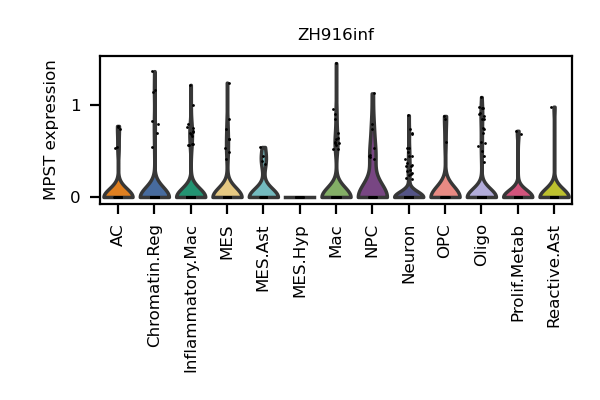 ZH916inf
MPST expression
1
0
AC
Chromatin.Reg
Inflammatory.Mac
MES
MES.Ast
MES.Hyp
Mac
NPC
Neuron
OPC
Oligo
Prolif.Metab
Reactive.Ast